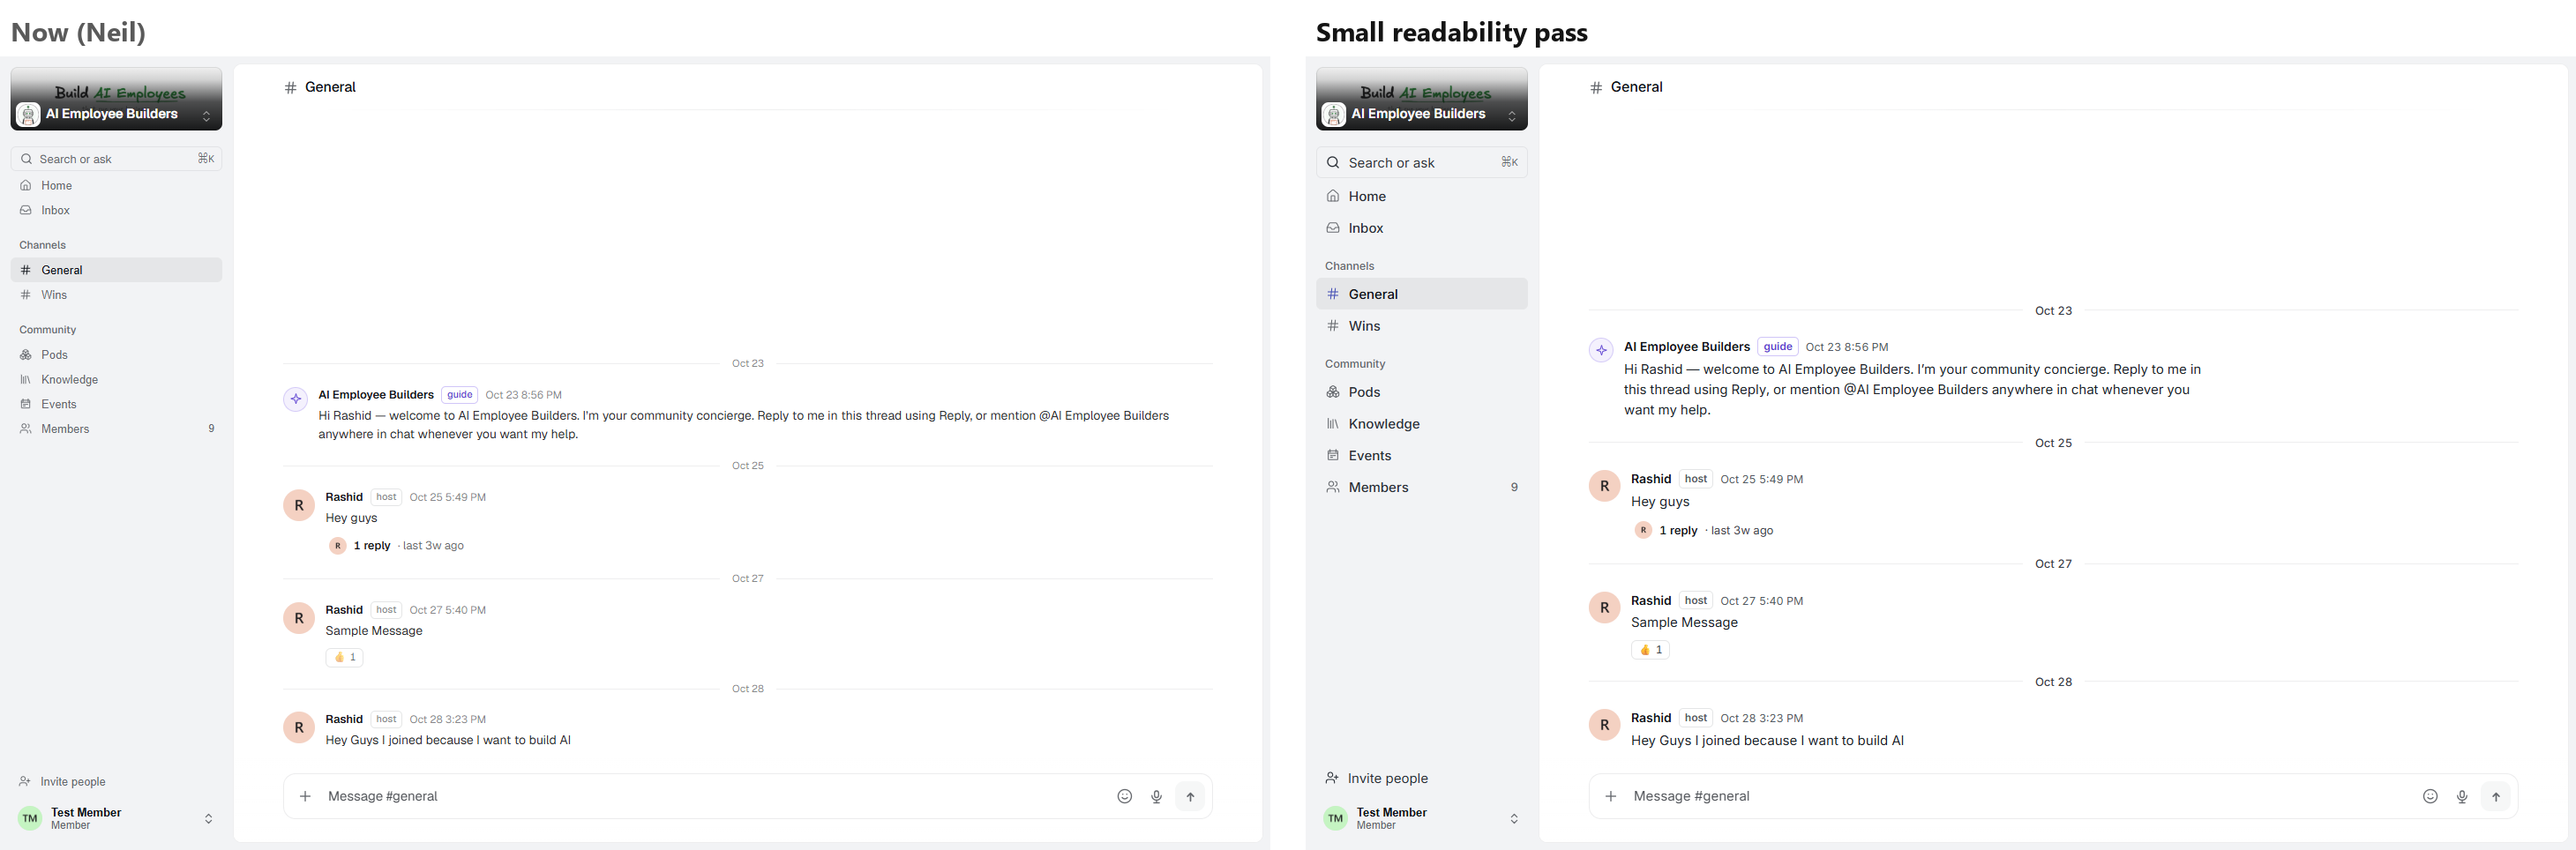 Now (Neil)
Build AI Employees
AI Employee Builders
Search or ask ⌘K
Home
Inbox
Channels
# General
# Wins
Community
Pods
Knowledge
Events
Members 9
Invite people
TM Test Member
Member
# General
Oct 23
AI Employee Builders guide Oct 23 8:56 PM
Hi Rashid — welcome to AI Employee Builders. I'm your community concierge. Reply to me in this thread using Reply, or mention @AI Employee Builders
anywhere in chat whenever you want my help.
Oct 25
R Rashid host Oct 25 5:49 PM
Hey guys
R 1 reply · last 3w ago
Oct 27
R Rashid host Oct 27 5:40 PM
Sample Message
👍 1
Oct 28
R Rashid host Oct 28 3:23 PM
Hey Guys I joined because I want to build AI
Message #general
Small readability pass
Build AI Employees
AI Employee Builders
Search or ask ⌘K
Home
Inbox
Channels
# General
# Wins
Community
Pods
Knowledge
Events
Members 9
Invite people
TM Test Member
Member
# General
Oct 23
AI Employee Builders guide Oct 23 8:56 PM
Hi Rashid — welcome to AI Employee Builders. I'm your community concierge. Reply to me in
this thread using Reply, or mention @AI Employee Builders anywhere in chat whenever you
want my help.
Oct 25
R Rashid host Oct 25 5:49 PM
Hey guys
R 1 reply · last 3w ago
Oct 27
R Rashid host Oct 27 5:40 PM
Sample Message
👍 1
Oct 28
R Rashid host Oct 28 3:23 PM
Hey Guys I joined because I want to build AI
Message #general